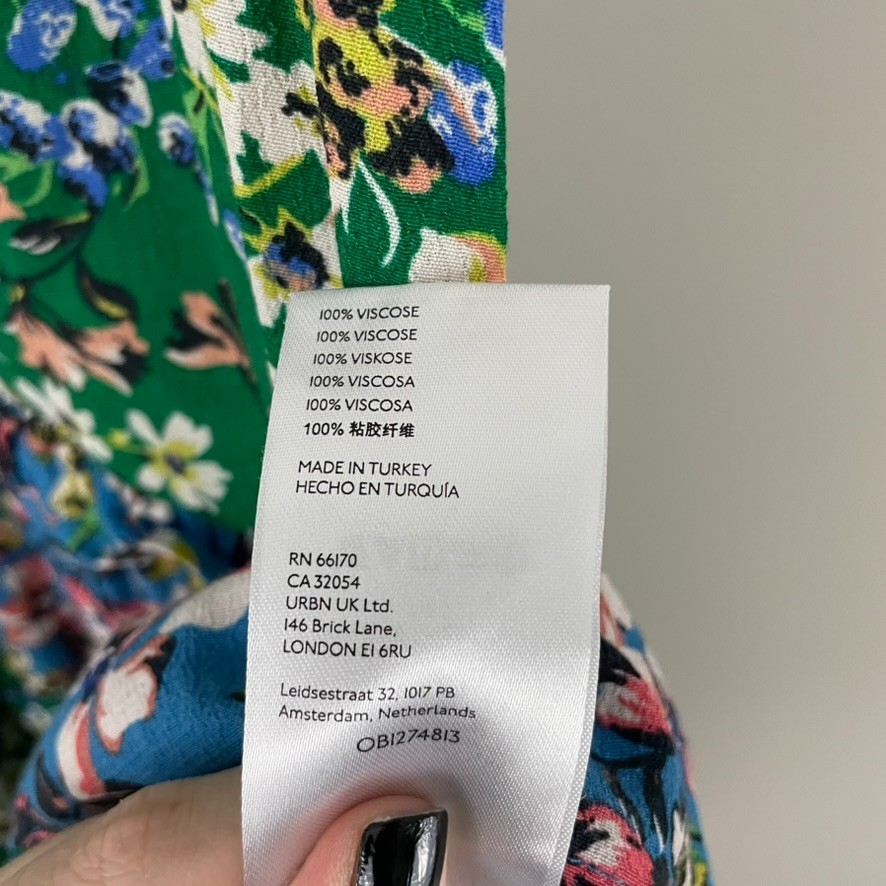 100% VISCOSE
100% VISCOSE
100% VISKOSE
100% VISCOSA
100% VISCOSA
100% 粘胶纤维
MADE IN TURKEY
HECHO EN TURQUÍA
RN 66170
CA 32054
URBN UK Ltd.
146 Brick Lane,
LONDON E1 6RU
Leidsestraat 32, 1017 PB
Amsterdam, Netherlands
OB1274813